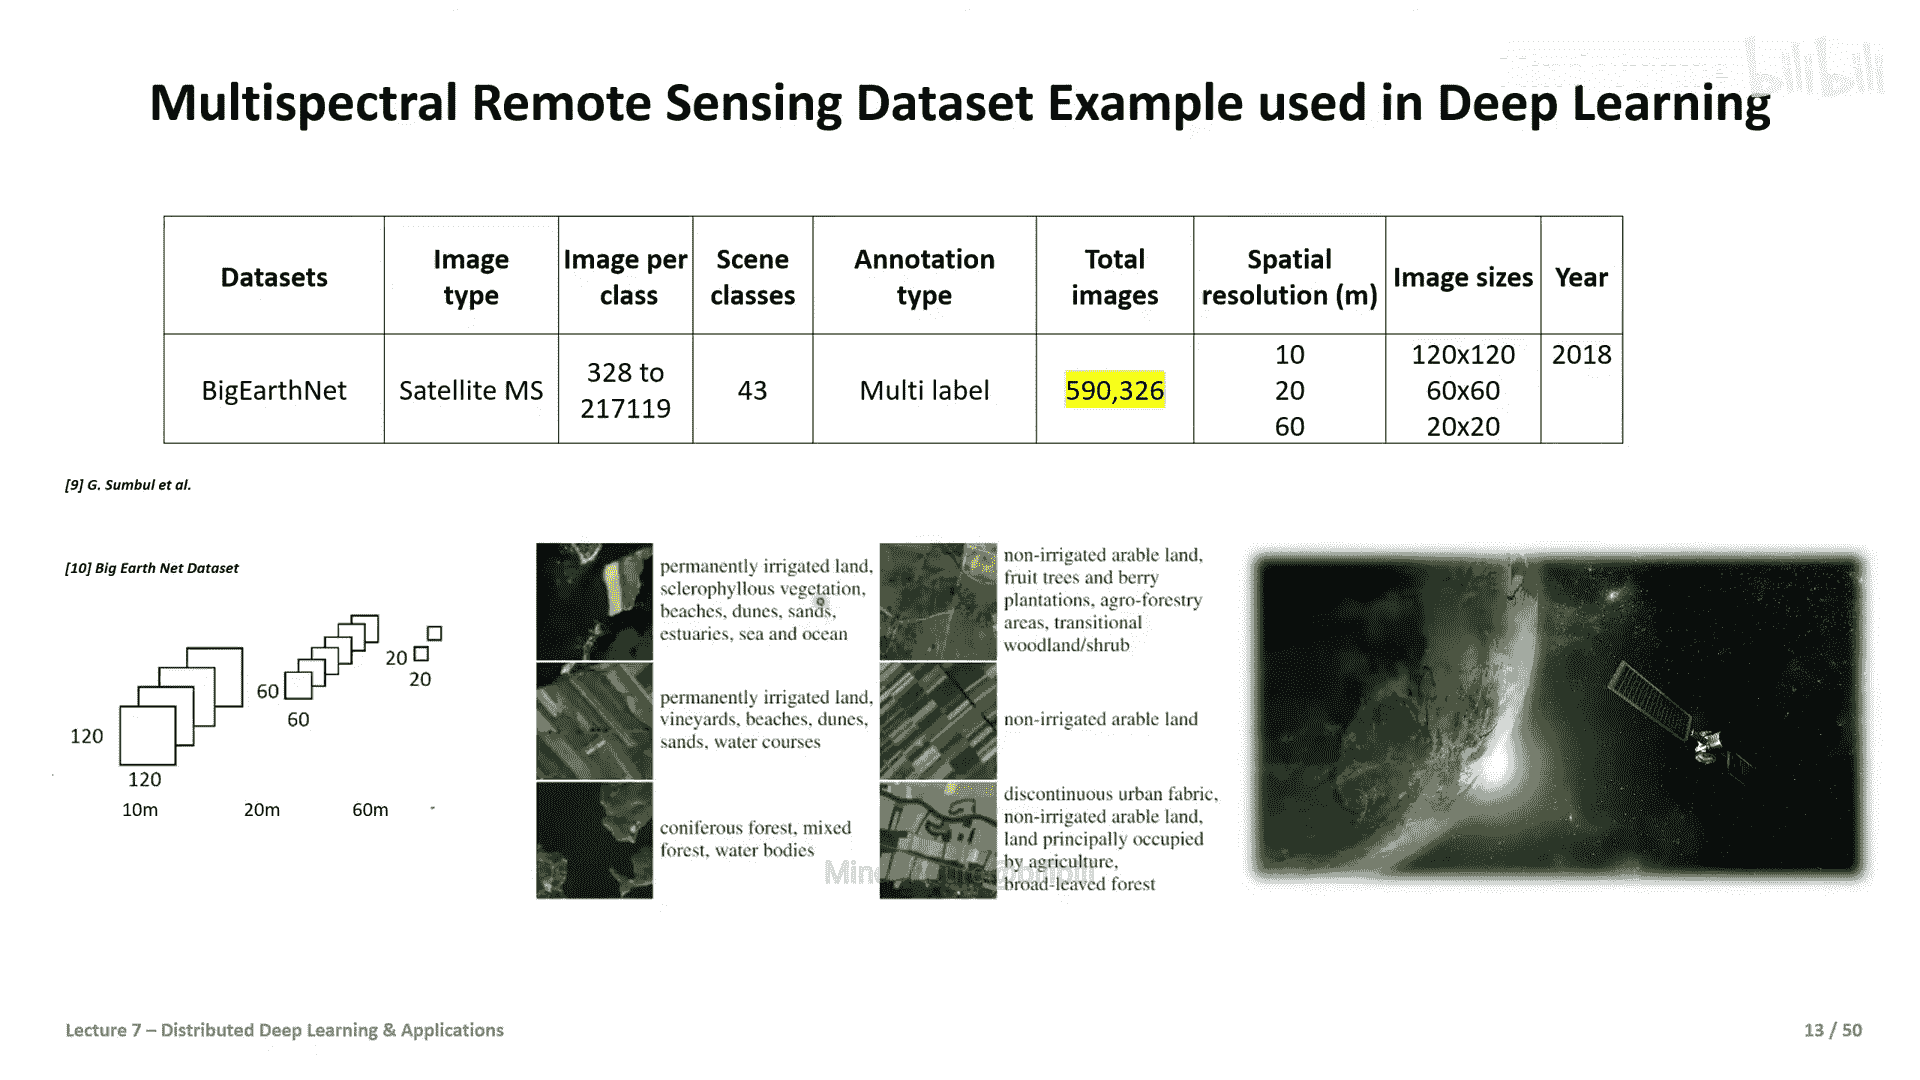 bilibili
Multispectral Remote Sensing Dataset Example used in Deep Learning
Datasets
Image type
Image per class
Scene classes
Annotation type
Total images
Spatial resolution (m)
Image sizes
Year
BigEarthNet
Satellite MS
328 to
217119
43
Multi label
590,326
10
20
60
120x120
60x60
20x20
2018
[9] G. Sumbul et al.
[10] Big Earth Net Dataset
120
120
60
60
20
20
10m
20m
60m
permanently irrigated land,
sclerophyllous vegetation,
beaches, dunes, sands,
estuaries, sea and ocean
permanently irrigated land,
vineyards, beaches, dunes,
sands, water courses
coniferous forest, mixed
forest, water bodies
non-irrigated arable land,
fruit trees and berry
plantations, agro-forestry
areas, transitional
woodland/shrub
non-irrigated arable land
discontinuous urban fabric,
non-irrigated arable land,
land principally occupied
by agriculture,
broad-leaved forest
Lecture 7 – Distributed Deep Learning & Applications
13 / 50